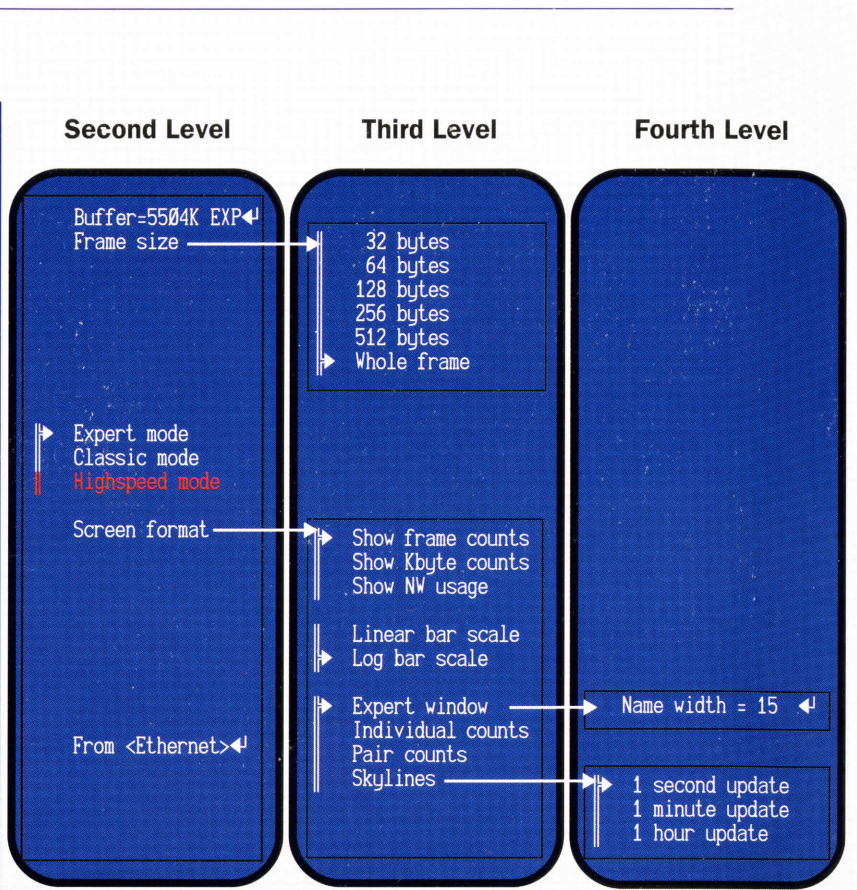 Second Level
Buffer=5504K EXP
Frame size
Expert mode
Classic mode
Highspeed mode
Screen format
From <Ethernet>
Third Level
32 bytes
64 bytes
128 bytes
256 bytes
512 bytes
Whole frame
Show frame counts
Show Kbyte counts
Show NW usage
Linear bar scale
Log bar scale
Expert window
Individual counts
Pair counts
Skylines
Fourth Level
Name width = 15
1 second update
1 minute update
1 hour update